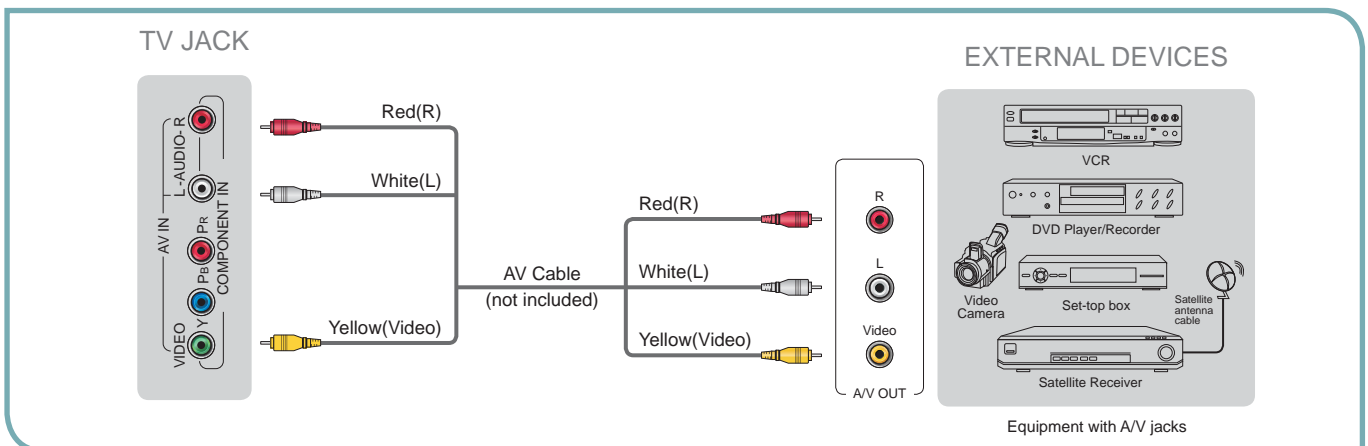 TV JACK
EXTERNAL DEVICES
AV IN
VIDEO
L -AUDIO- R
Y
PB
PR
COMPONENT IN
Red(R)
White(L)
Yellow(Video)
AV Cable
(not included)
Red(R)
White(L)
Yellow(Video)
R
L
Video
A/V OUT
VCR
DVD Player/Recorder
Video
Camera
Set-top box
Satellite
antenna
cable
Satellite Receiver
Equipment with A/V jacks